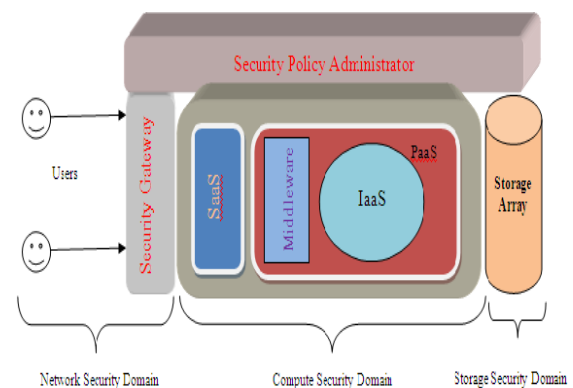 Security Policy Administrator
Users
Security Gateway
SaaS
Middleware
PaaS
IaaS
Storage
Array
Network Security Domain
Compute Security Domain
Storage Security Domain